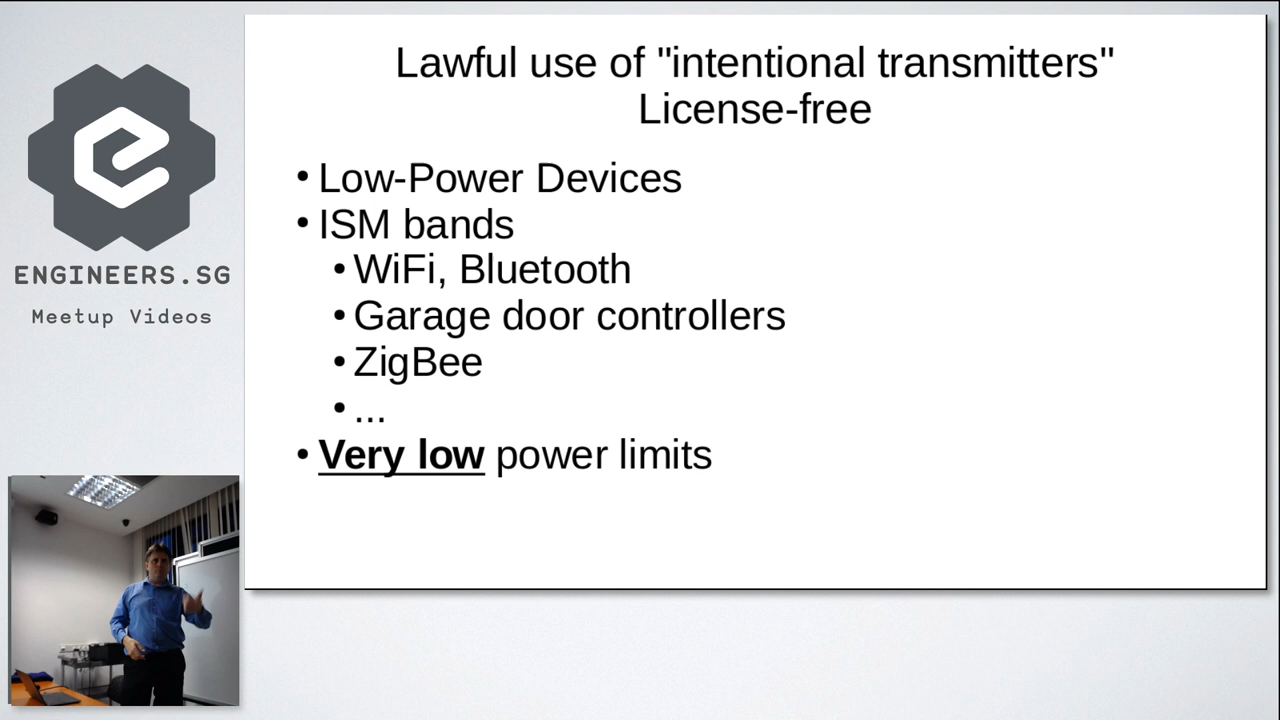 Lawful use of "intentional transmitters"
License-free
• Low-Power Devices
• ISM bands
• WiFi, Bluetooth
• Garage door controllers
• ZigBee
• ...
• Very low power limits
ENGINEERS.SG
Meetup Videos